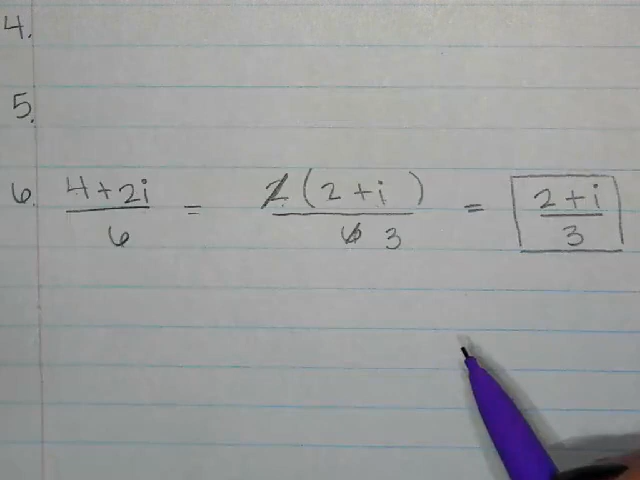 4.
5.
6. 4+2i/6 = 2(2+i)/6 3 = 2+i/3